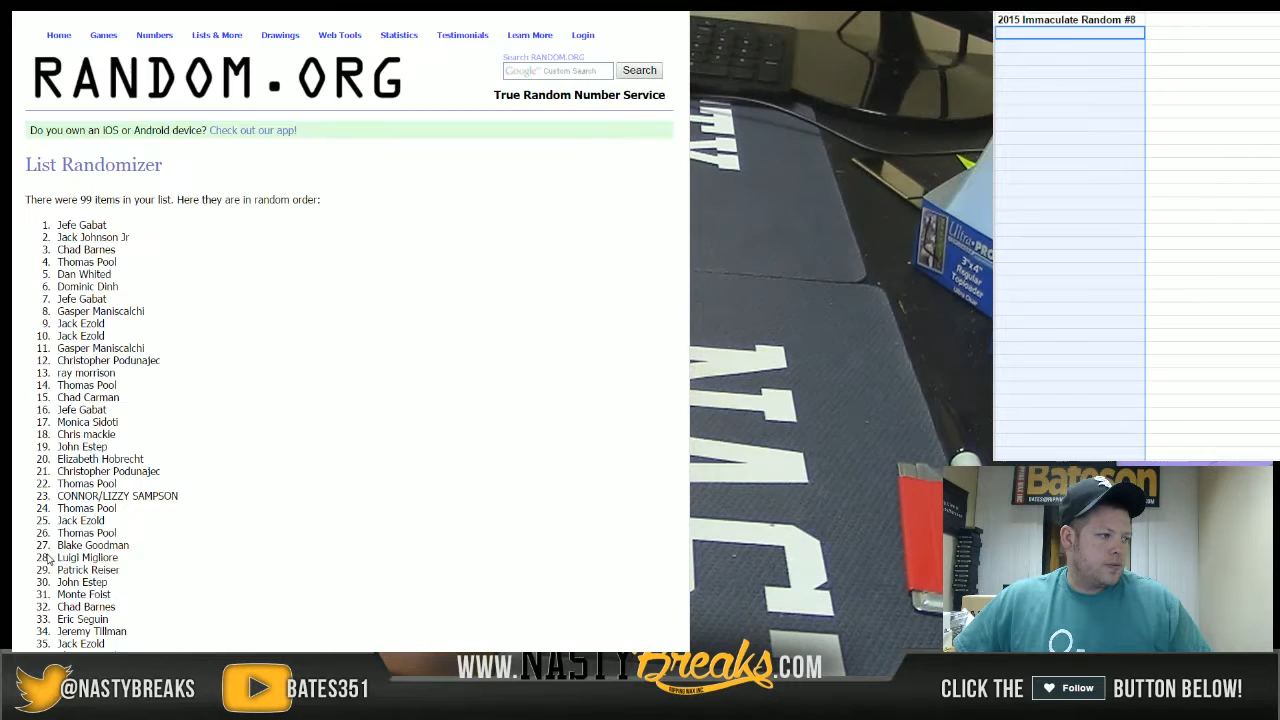 Home Games Numbers Lists & More Drawings Web Tools Statistics Testimonials Learn More Login
RANDOM.ORG
Search RANDOM.ORG
Google™ Custom Search Search
True Random Number Service
Do you own an iOS or Android device? Check out our app!
List Randomizer
There were 99 items in your list. Here they are in random order:
1. Jefe Gabat
2. Jack Johnson Jr
3. Chad Barnes
4. Thomas Pool
5. Dan Whited
6. Dominic Dinh
7. Jefe Gabat
8. Gasper Maniscalchi
9. Jack Ezold
10. Jack Ezold
11. Gasper Maniscalchi
12. Christopher Podunajec
13. ray morrison
14. Thomas Pool
15. Chad Carman
16. Jefe Gabat
17. Monica Sidoti
18. Chris mackie
19. John Estep
20. Elizabeth Hobrecht
21. Christopher Podunajec
22. Thomas Pool
23. CONNOR/LIZZY SAMPSON
24. Thomas Pool
25. Jack Ezold
26. Thomas Pool
27. Blake Goodman
28. Luigi Migliore
29. Patrick Reiser
30. John Estep
31. Monte Foist
32. Chad Barnes
33. Eric Seguin
34. Jeremy Tillman
35. Jack Ezold
2015 Immaculate Random #8
Ultra·PRO
3"x4"
Regular
Toploader
Bateson
@NASTYBREAKS
BATES351
WWW.NASTYBreaks.COM
RIPPING WAX INC.
CLICK THE Follow BUTTON BELOW!